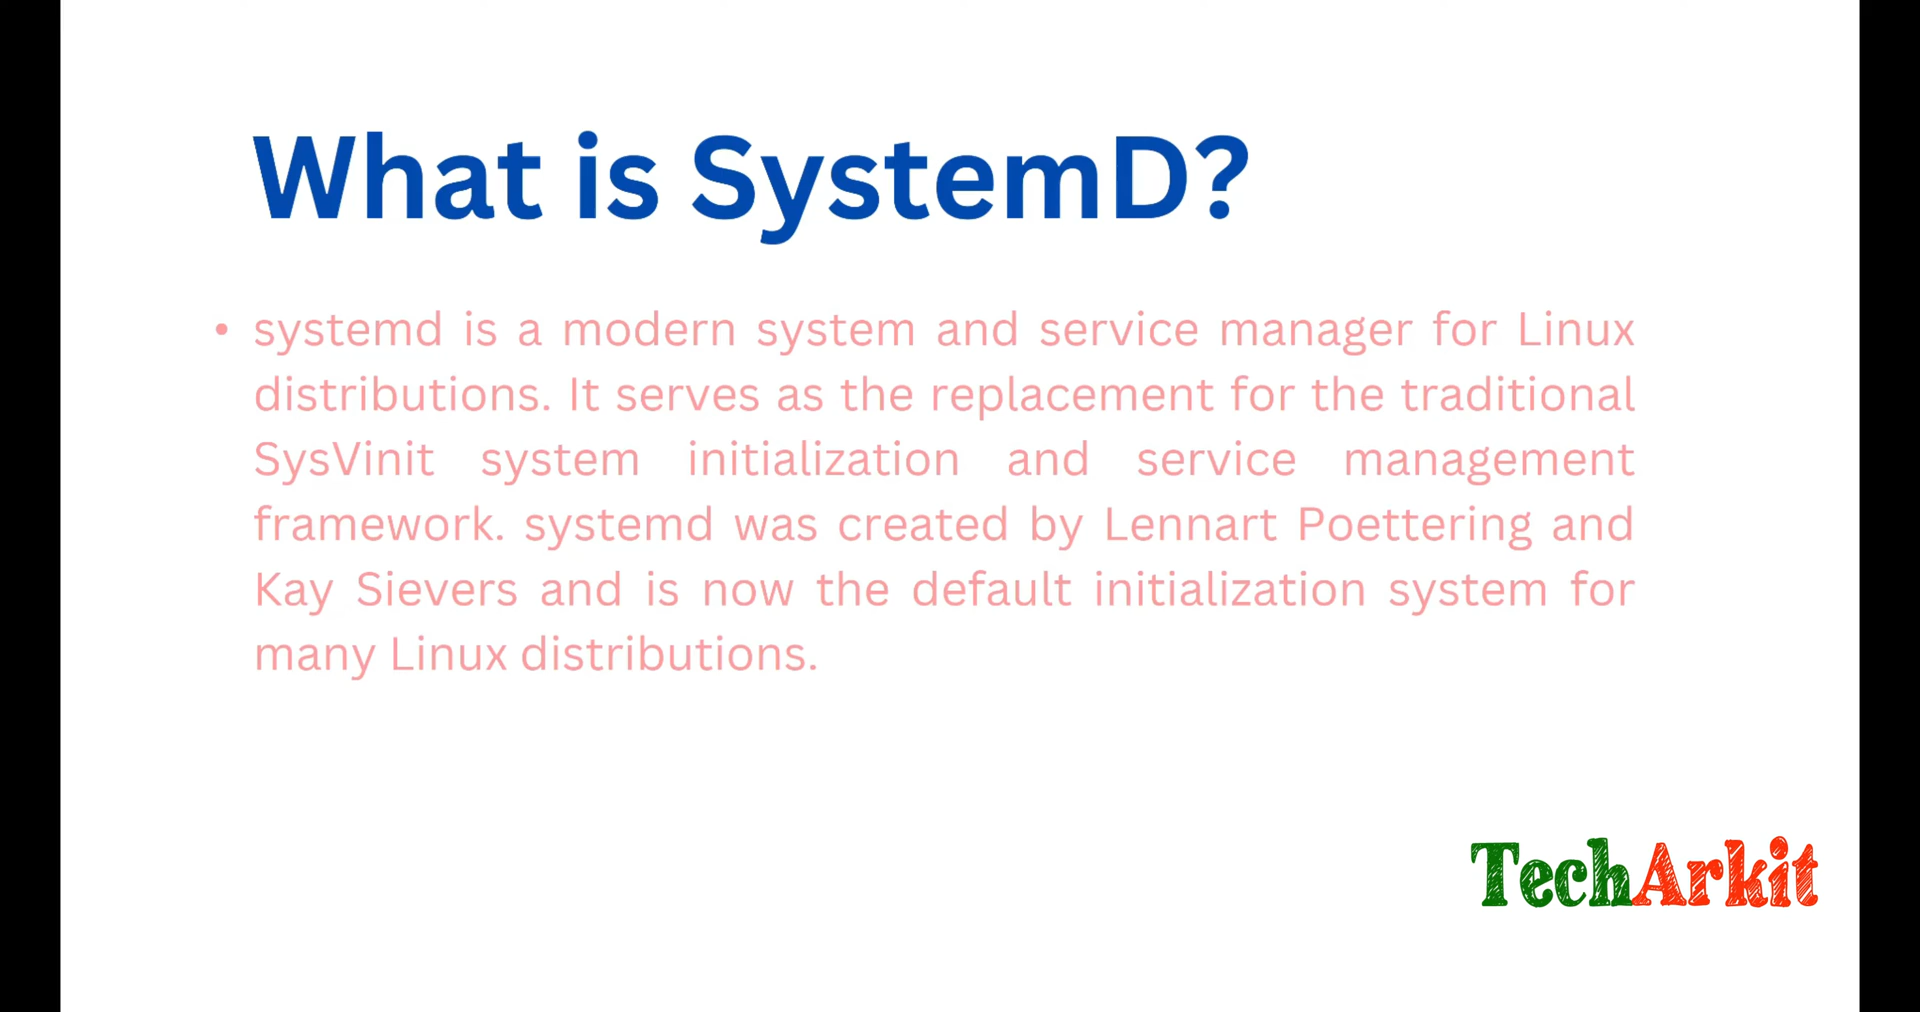 What is SystemD?
• systemd is a modern system and service manager for Linux
distributions. It serves as the replacement for the traditional
SysVinit system initialization and service management
framework. systemd was created by Lennart Poettering and
Kay Sievers and is now the default initialization system for
many Linux distributions.
TechArkit